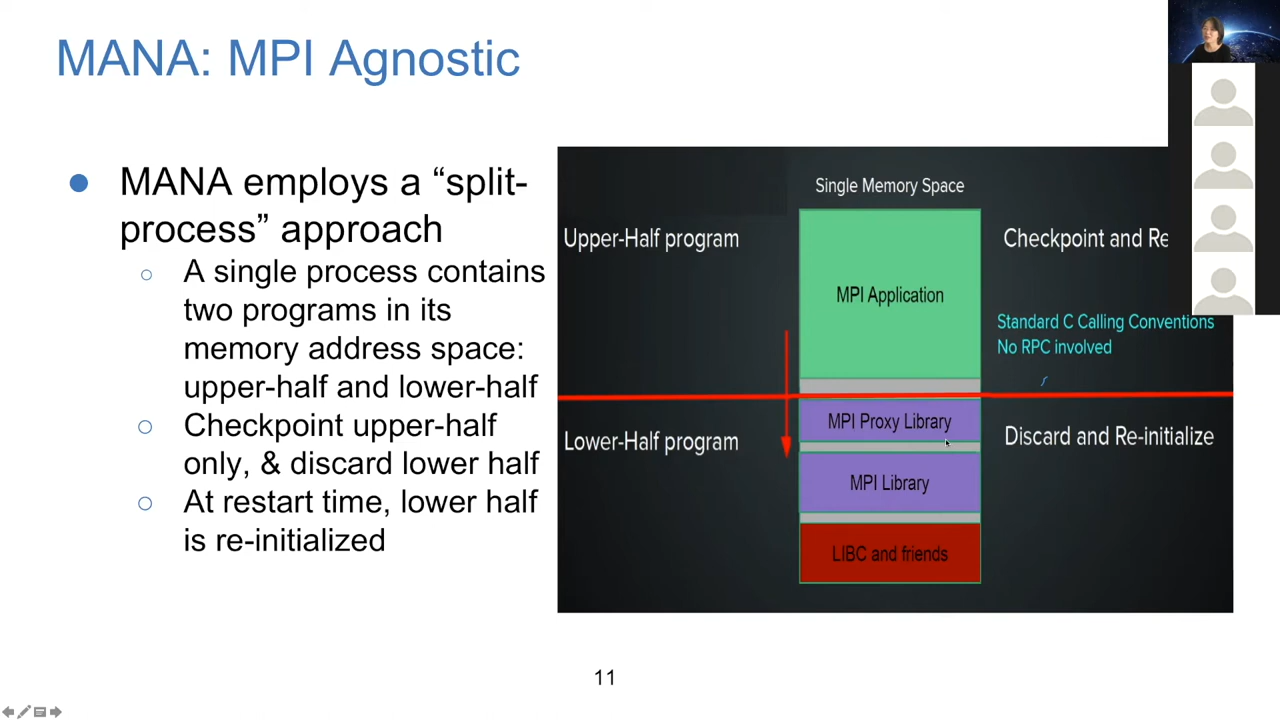 MANA: MPI Agnostic
● MANA employs a “split-
process” approach
○ A single process contains
two programs in its
memory address space:
upper-half and lower-half
○ Checkpoint upper-half
only, & discard lower half
○ At restart time, lower half
is re-initialized
Single Memory Space
Upper-Half program
MPI Application
Checkpoint and Re
Standard C Calling Conventions
No RPC involved
Lower-Half program
MPI Proxy Library
MPI Library
LIBC and friends
Discard and Re-initialize
11